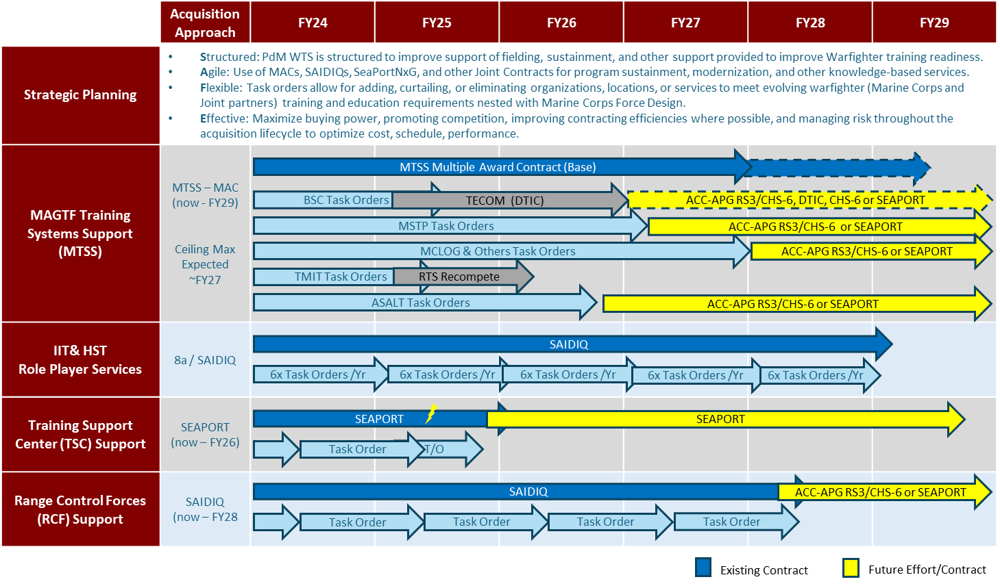 Acquisition
Approach
FY24
FY25
FY26
FY27
FY28
FY29
Strategic Planning
• Structured: PdM WTS is structured to improve support of fielding, sustainment, and other support provided to improve Warfighter training readiness.
• Agile: Use of MACs, SAIDIQs, SeaPortNxG, and other Joint Contracts for program sustainment, modernization, and other knowledge-based services.
• Flexible: Task orders allow for adding, curtailing, or eliminating organizations, locations, or services to meet evolving warfighter (Marine Corps and
Joint partners) training and education requirements nested with Marine Corps Force Design.
• Effective: Maximize buying power, promoting competition, improving contracting efficiencies where possible, and managing risk throughout the
acquisition lifecycle to optimize cost, schedule, performance.
MAGTF Training
Systems Support
(MTSS)
MTSS – MAC
(now - FY29)
Ceiling Max
Expected
~FY27
MTSS Multiple Award Contract (Base)
BSC Task Orders
TECOM (DTIC)
ACC-APG RS3/CHS-6, DTIC, CHS-6 or SEAPORT
MSTP Task Orders
ACC-APG RS3/CHS-6 or SEAPORT
MCLOG & Others Task Orders
ACC-APG RS3/CHS-6 or SEAPORT
TMIT Task Orders
RTS Recompete
ASALT Task Orders
ACC-APG RS3/CHS-6 or SEAPORT
IIT& HST
Role Player Services
8a / SAIDIQ
SAIDIQ
6x Task Orders /Yr
6x Task Orders /Yr
6x Task Orders /Yr
6x Task Orders /Yr
6x Task Orders /Yr
Training Support
Center (TSC) Support
SEAPORT
(now – FY26)
SEAPORT
SEAPORT
Task Order
T/O
Range Control Forces
(RCF) Support
SAIDIQ
(now – FY28
SAIDIQ
ACC-APG RS3/CHS-6 or SEAPORT
Task Order
Task Order
Task Order
Task Order
Existing Contract
Future Effort/Contract